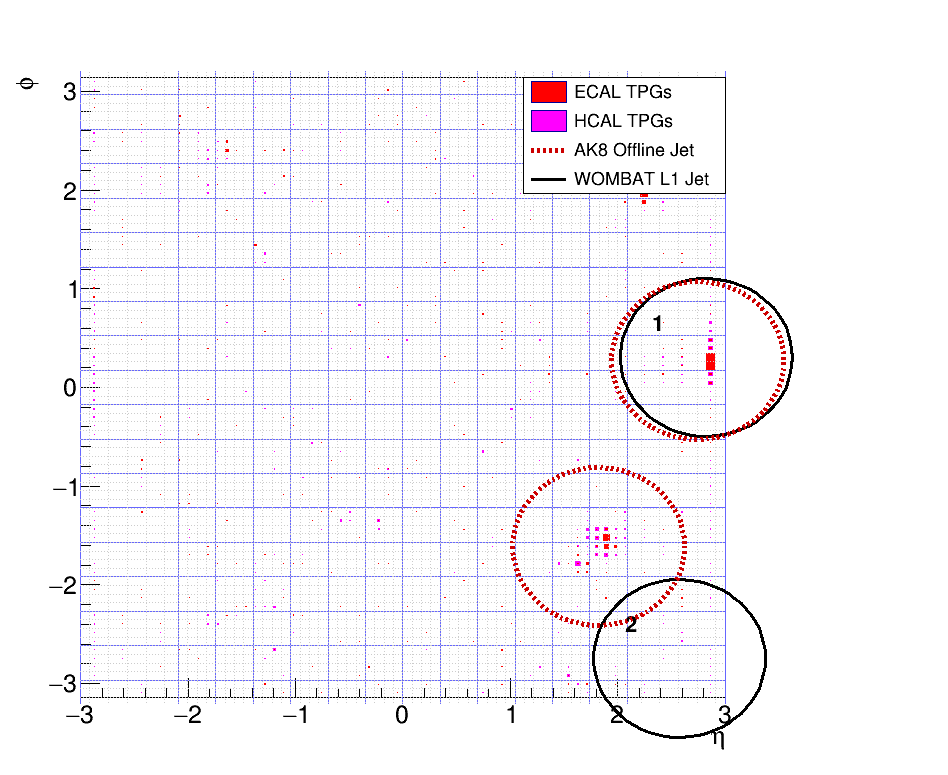 ϕ
3
2
1
0
−1
−2
−3
ECAL TPGs
HCAL TPGs
AK8 Offline Jet
WOMBAT L1 Jet
1
2
−3 −2 −1 0 1 2 3
η